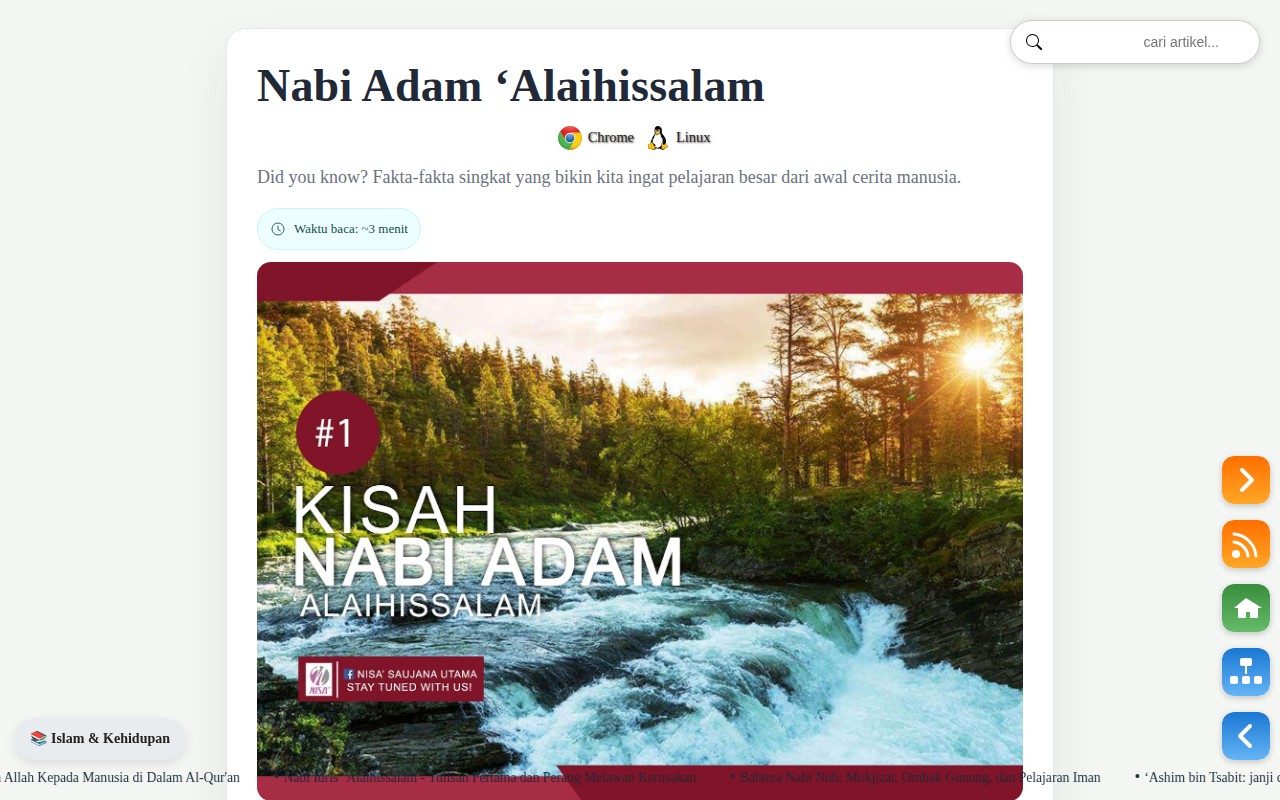 cari artikel...
Nabi Adam ‘Alaihissalam
Chrome Linux
Did you know? Fakta-fakta singkat yang bikin kita ingat pelajaran besar dari awal cerita manusia.
Waktu baca: ~3 menit
#1
KISAH
NABI ADAM
‘ALAIHISSALAM
NISA'
NISA' SAUJANA UTAMA
STAY TUNED WITH US!
📚 Islam & Kehidupan
Allah Kepada Manusia di Dalam Al-Qur'an • Nabi Idris ‘Alaihissalam - Tulisan Pertama dan Perang Melawan Kerusakan • Bahtera Nabi Nuh: Mukjizat, Ombak Gunung, dan Pelajaran Iman • ‘Ashim bin Tsabit: janji